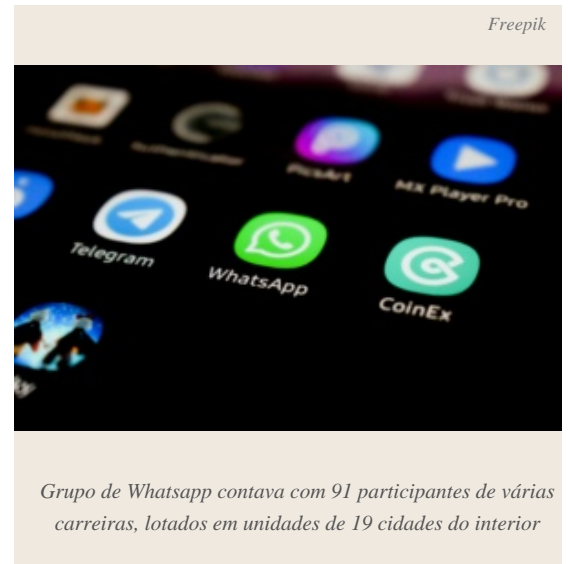 Freepik
Authenticator
PicsArt
MX Player Pro
Telegram
WhatsApp
CoinEx
Grupo de Whatsapp contava com 91 participantes de várias
carreiras, lotados em unidades de 19 cidades do interior